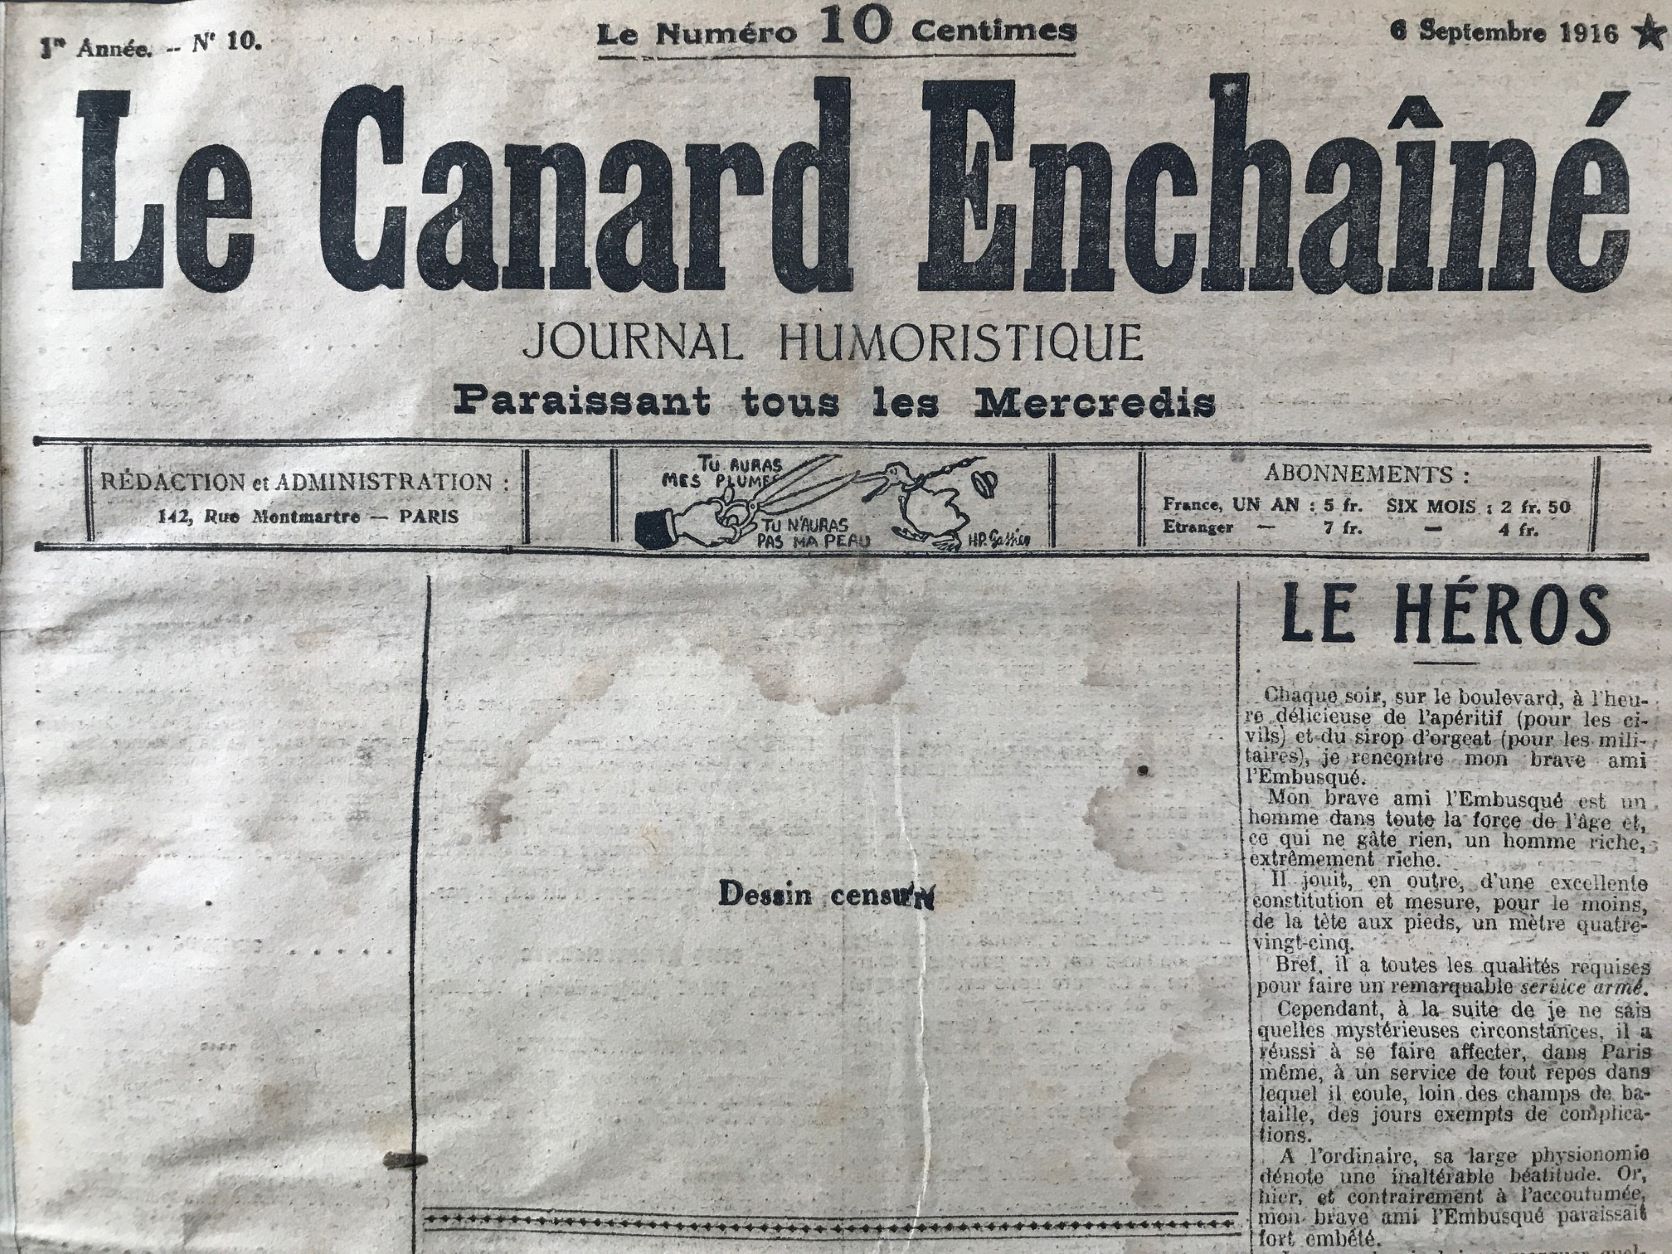 1re Année. -- N° 10.
Le Numéro 10 Centimes
6 Septembre 1916
Le Canard Enchaîné
JOURNAL HUMORISTIQUE
Paraissant tous les Mercredis
RÉDACTION et ADMINISTRATION :
142, Rue Montmartre — PARIS
TU AURAS
MES PLUMES
TU N'AURAS
PAS MA PEAU
H.P. Gassier
ABONNEMENTS :
France, UN AN : 5 fr. SIX MOIS : 2 fr. 50
Etranger — 7 fr. — 4 fr.
Dessin censuré
LE HÉROS
Chaque soir, sur le boulevard, à l'heu-
re délicieuse de l'apéritif (pour les ci-
vils) et du sirop d'orgeat (pour les mili-
taires), je rencontre mon brave ami
l'Embusqué.
Mon brave ami l'Embusqué est un
homme dans toute la force de l'âge et,
ce qui ne gâte rien, un homme riche,
extrêmement riche.
Il jouit, en outre, d'une excellente
constitution et mesure, pour le moins,
de la tête aux pieds, un mètre quatre-
vingt-cinq.
Bref, il a toutes les qualités requises
pour faire un remarquable service armé.
Cependant, à la suite de je ne sais
quelles mystérieuses circonstances, il a
réussi à se faire affecter, dans Paris
même, à un service de tout repos dans
lequel il coule, loin des champs de ba-
taille, des jours exempts de complica-
tions.
A l'ordinaire, sa large physionomie
dénote une inaltérable béatitude. Or,
hier, et contrairement à l'accoutumée,
mon brave ami l'Embusqué paraissait
fort embêté.